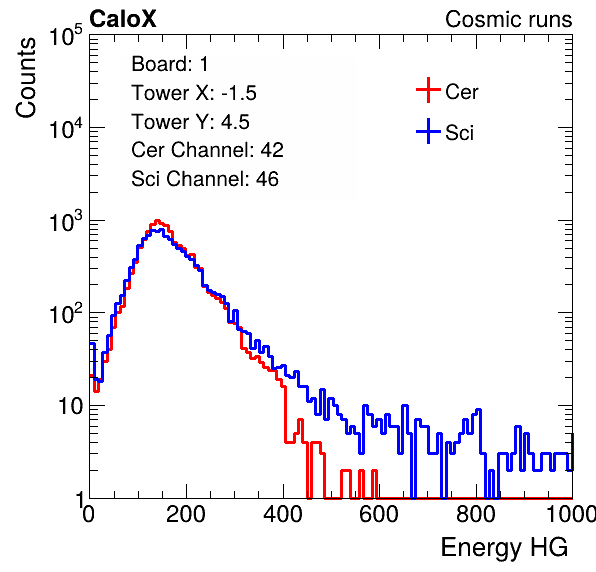 CaloX Cosmic runs
Counts
10^5
10^4
10^3
10^2
10
1
Board: 1
Tower X: -1.5
Tower Y: 4.5
Cer Channel: 42
Sci Channel: 46
Cer
Sci
0 200 400 600 800 1000
Energy HG